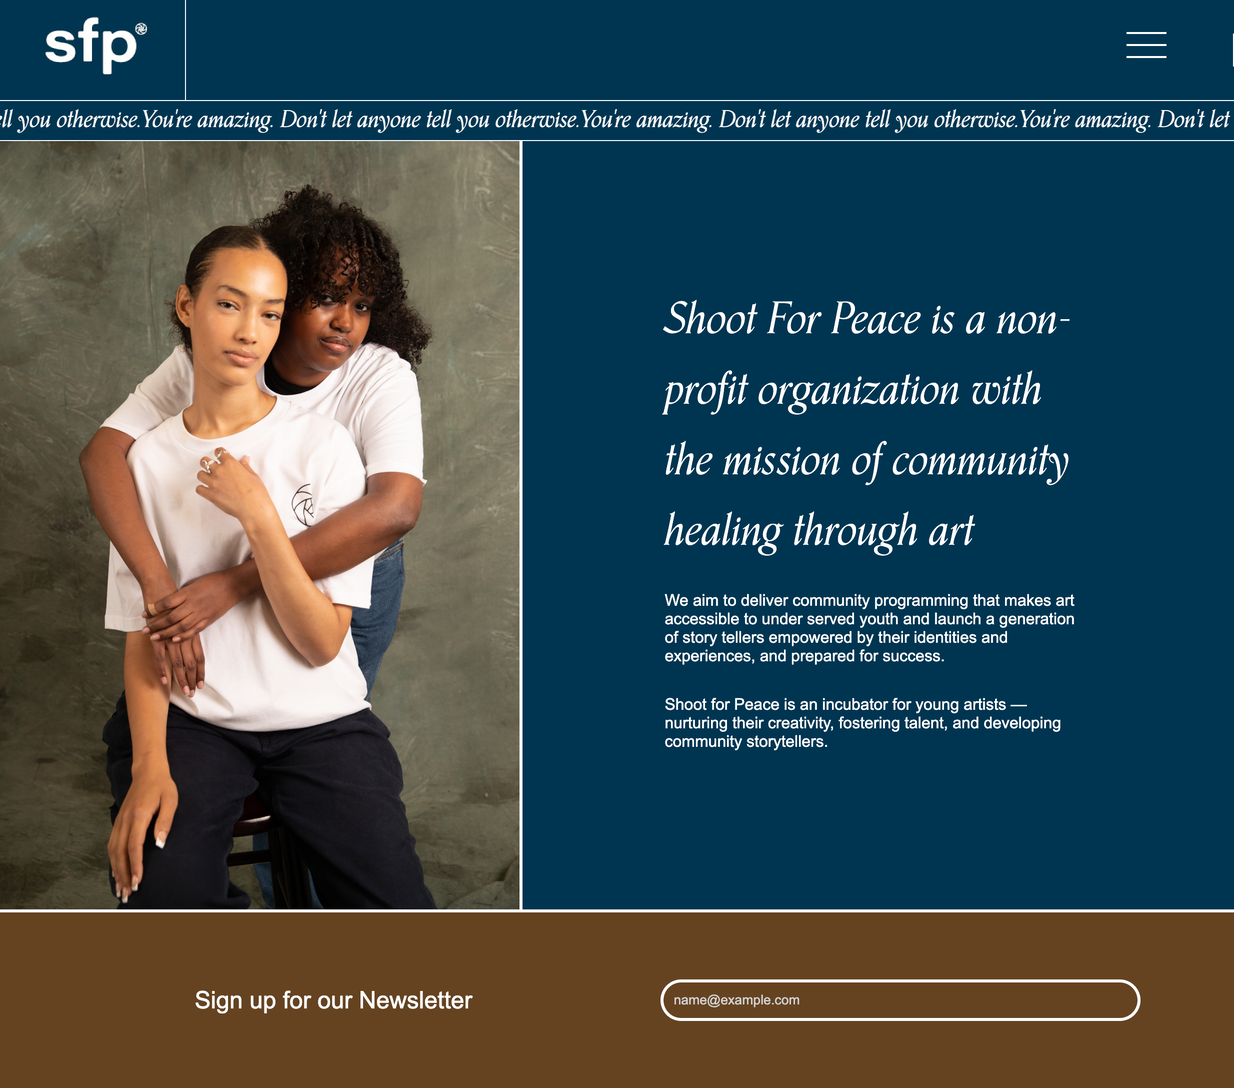 sfp
ell you otherwise.You're amazing. Don't let anyone tell you otherwise.You're amazing. Don't let anyone tell you otherwise.You're amazing. Don't let
Shoot For Peace is a non-
profit organization with
the mission of community
healing through art
We aim to deliver community programming that makes art
accessible to under served youth and launch a generation
of story tellers empowered by their identities and
experiences, and prepared for success.
Shoot for Peace is an incubator for young artists —
nurturing their creativity, fostering talent, and developing
community storytellers.
Sign up for our Newsletter
name@example.com